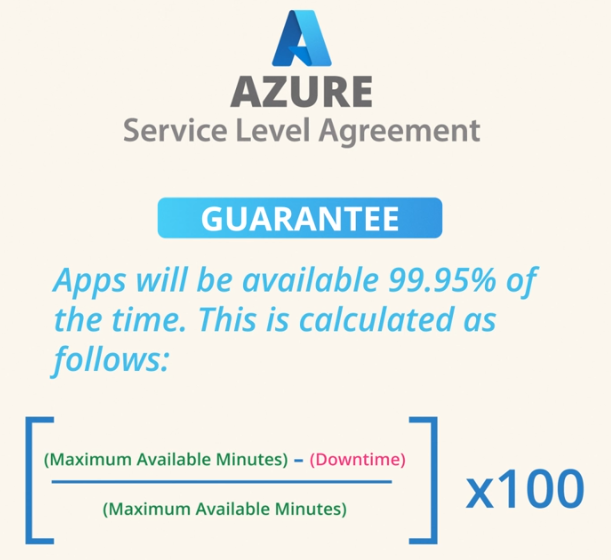 AZURE
Service Level Agreement
GUARANTEE
Apps will be available 99.95% of
the time. This is calculated as
follows:
(Maximum Available Minutes) – (Downtime)
(Maximum Available Minutes)
x100